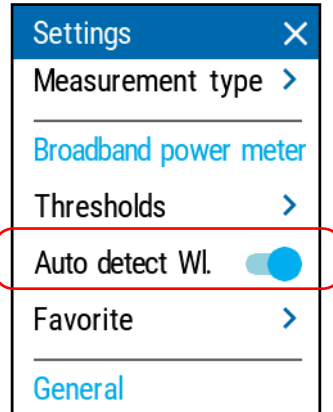 Settings
Measurement type
Broadband power meter
Thresholds
Auto detect Wl.
Favorite
General